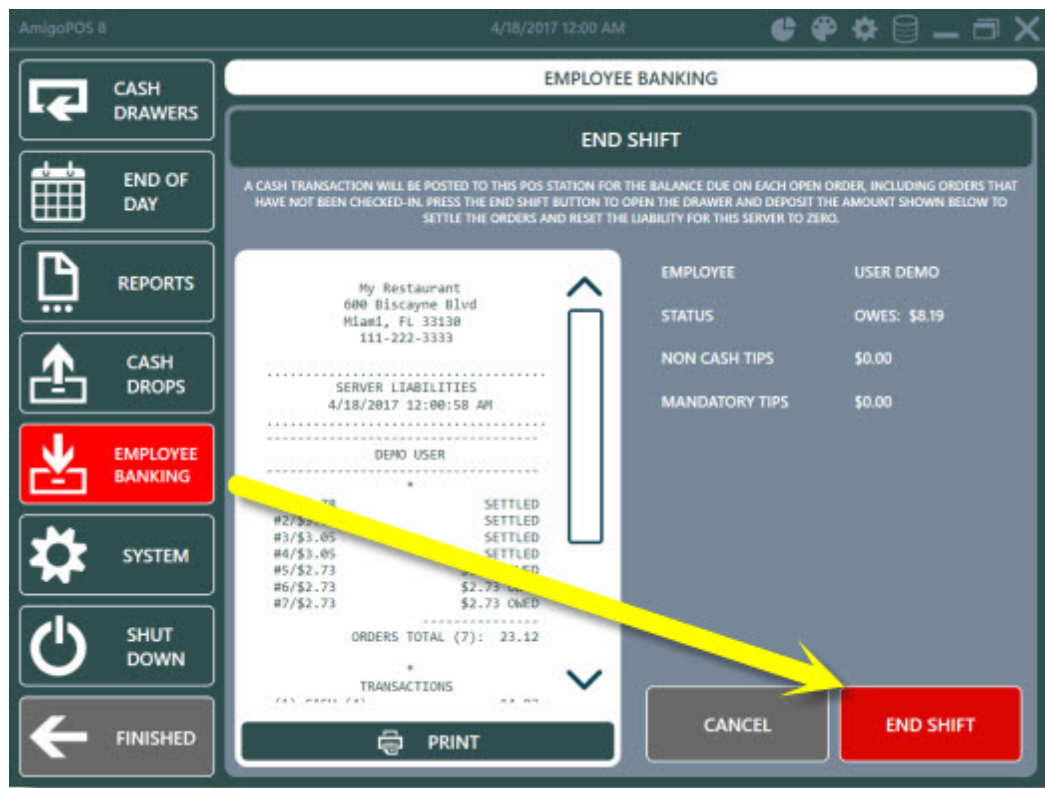 AmigoPOS 8
4/18/2017 12:00 AM
CASH
DRAWERS
END OF
DAY
REPORTS
CASH
DROPS
EMPLOYEE
BANKING
SYSTEM
SHUT
DOWN
FINISHED
EMPLOYEE BANKING
END SHIFT
A CASH TRANSACTION WILL BE POSTED TO THIS POS STATION FOR THE BALANCE DUE ON EACH OPEN ORDER, INCLUDING ORDERS THAT
HAVE NOT BEEN CHECKED-IN. PRESS THE END SHIFT BUTTON TO OPEN THE DRAWER AND DEPOSIT THE AMOUNT SHOWN BELOW TO
SETTLE THE ORDERS AND RESET THE LIABILITY FOR THIS SERVER TO ZERO.
My Restaurant
600 Biscayne Blvd
Miami, FL 33130
111-222-3333
SERVER LIABILITIES
4/18/2017 12:00:58 AM
DEMO USER
*
SETTLED
SETTLED
#3/$3.05 SETTLED
#4/$3.05 SETTLED
#5/$2.73
#6/$2.73 $2.73
#7/$2.73 $2.73 OWED
ORDERS TOTAL (7): 23.12
*
TRANSACTIONS
PRINT
EMPLOYEE USER DEMO
STATUS OWES: $8.19
NON CASH TIPS $0.00
MANDATORY TIPS $0.00
CANCEL
END SHIFT